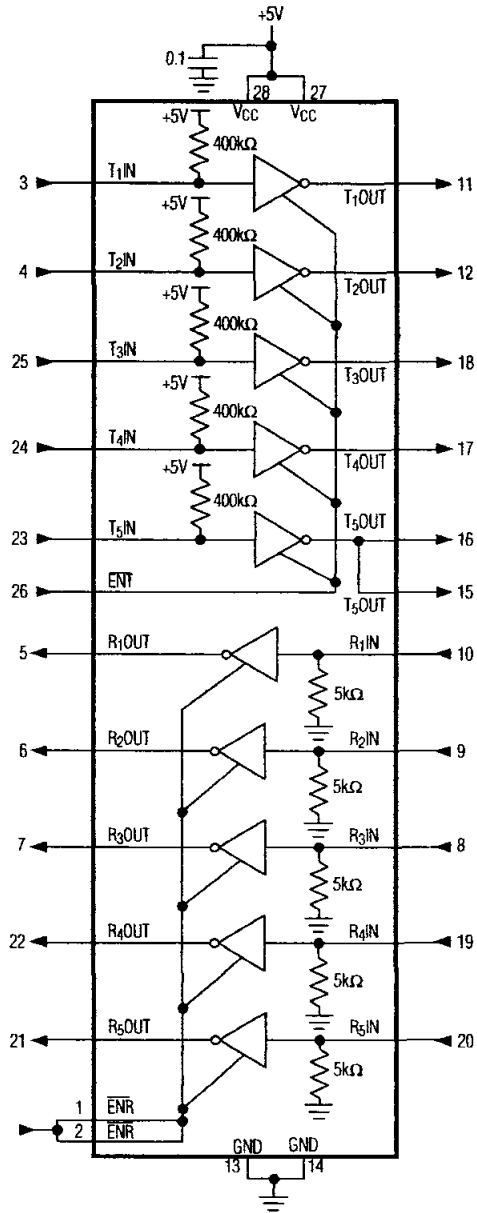 +5V
0.1
28 27
VCC VCC
+5V
400kΩ
3 T1IN T1OUT 11
+5V
400kΩ
4 T2IN T2OUT 12
+5V
400kΩ
25 T3IN T3OUT 18
+5V
400kΩ
24 T4IN T4OUT 17
+5V
400kΩ
23 T5IN T5OUT 16
26 ENT T5OUT 15
5 R1OUT R1IN 10
5kΩ
6 R2OUT R2IN 9
5kΩ
7 R3OUT R3IN 8
5kΩ
22 R4OUT R4IN 19
5kΩ
21 R5OUT R5IN 20
5kΩ
1 ENR
2 ENR
GND GND
13 14